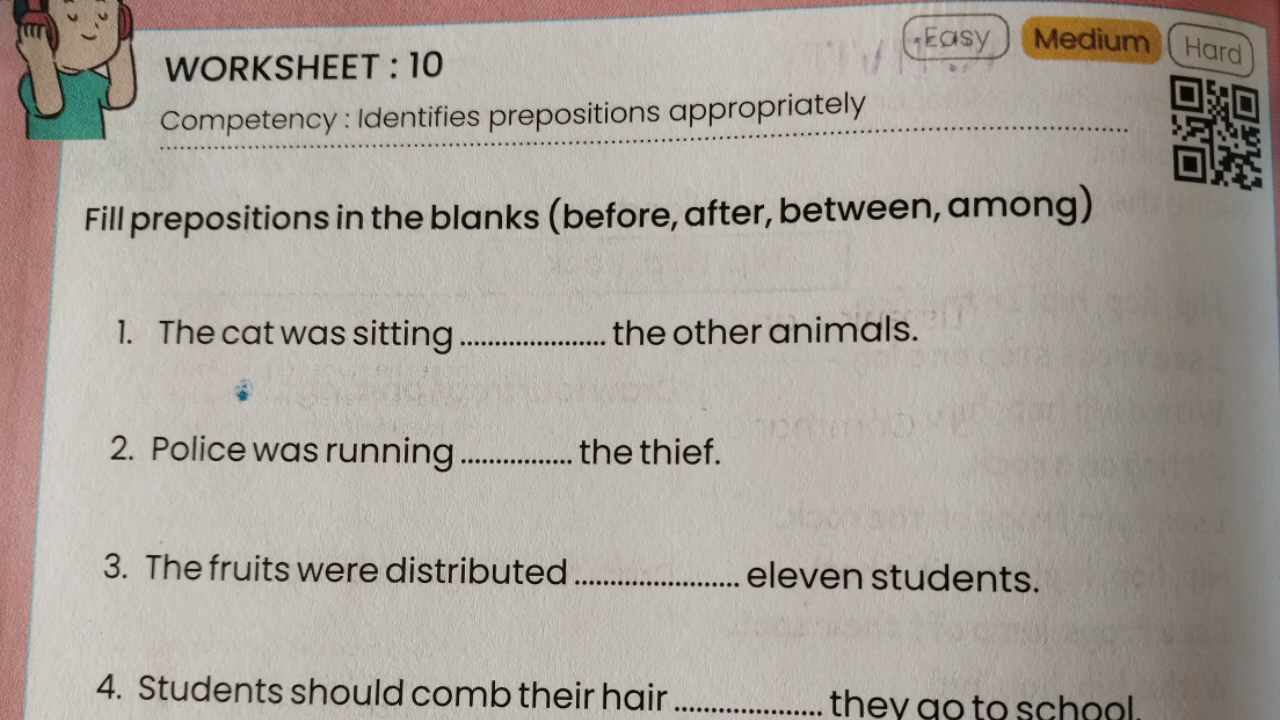 Easy Medium Hard
WORKSHEET : 10
Competency : Identifies prepositions appropriately
Fill prepositions in the blanks (before, after, between, among)
1. The cat was sitting ..................... the other animals.
2. Police was running ................ the thief.
3. The fruits were distributed ........................ eleven students.
4. Students should comb their hair ..................... they go to school.